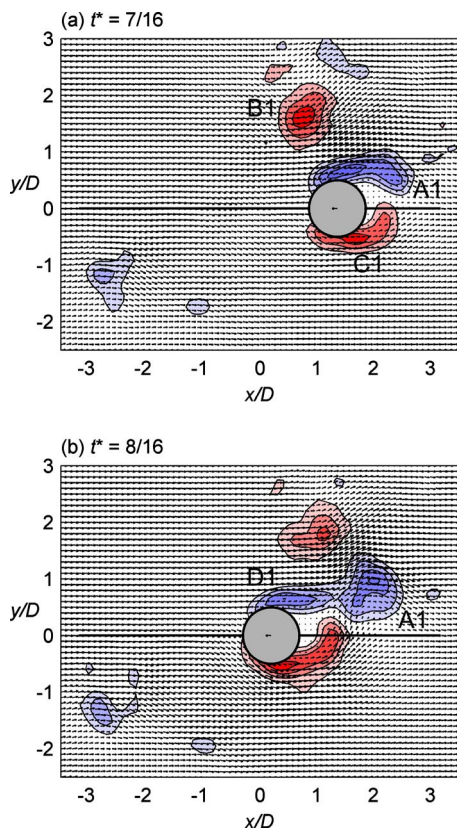 (a) t* = 7/16
3
2
1
y/D
0
-1
-2
B1
A1
C1
-3 -2 -1 0 1 2 3
x/D
(b) t* = 8/16
3
2
1
y/D
0
-1
-2
D1
A1
-3 -2 -1 0 1 2 3
x/D